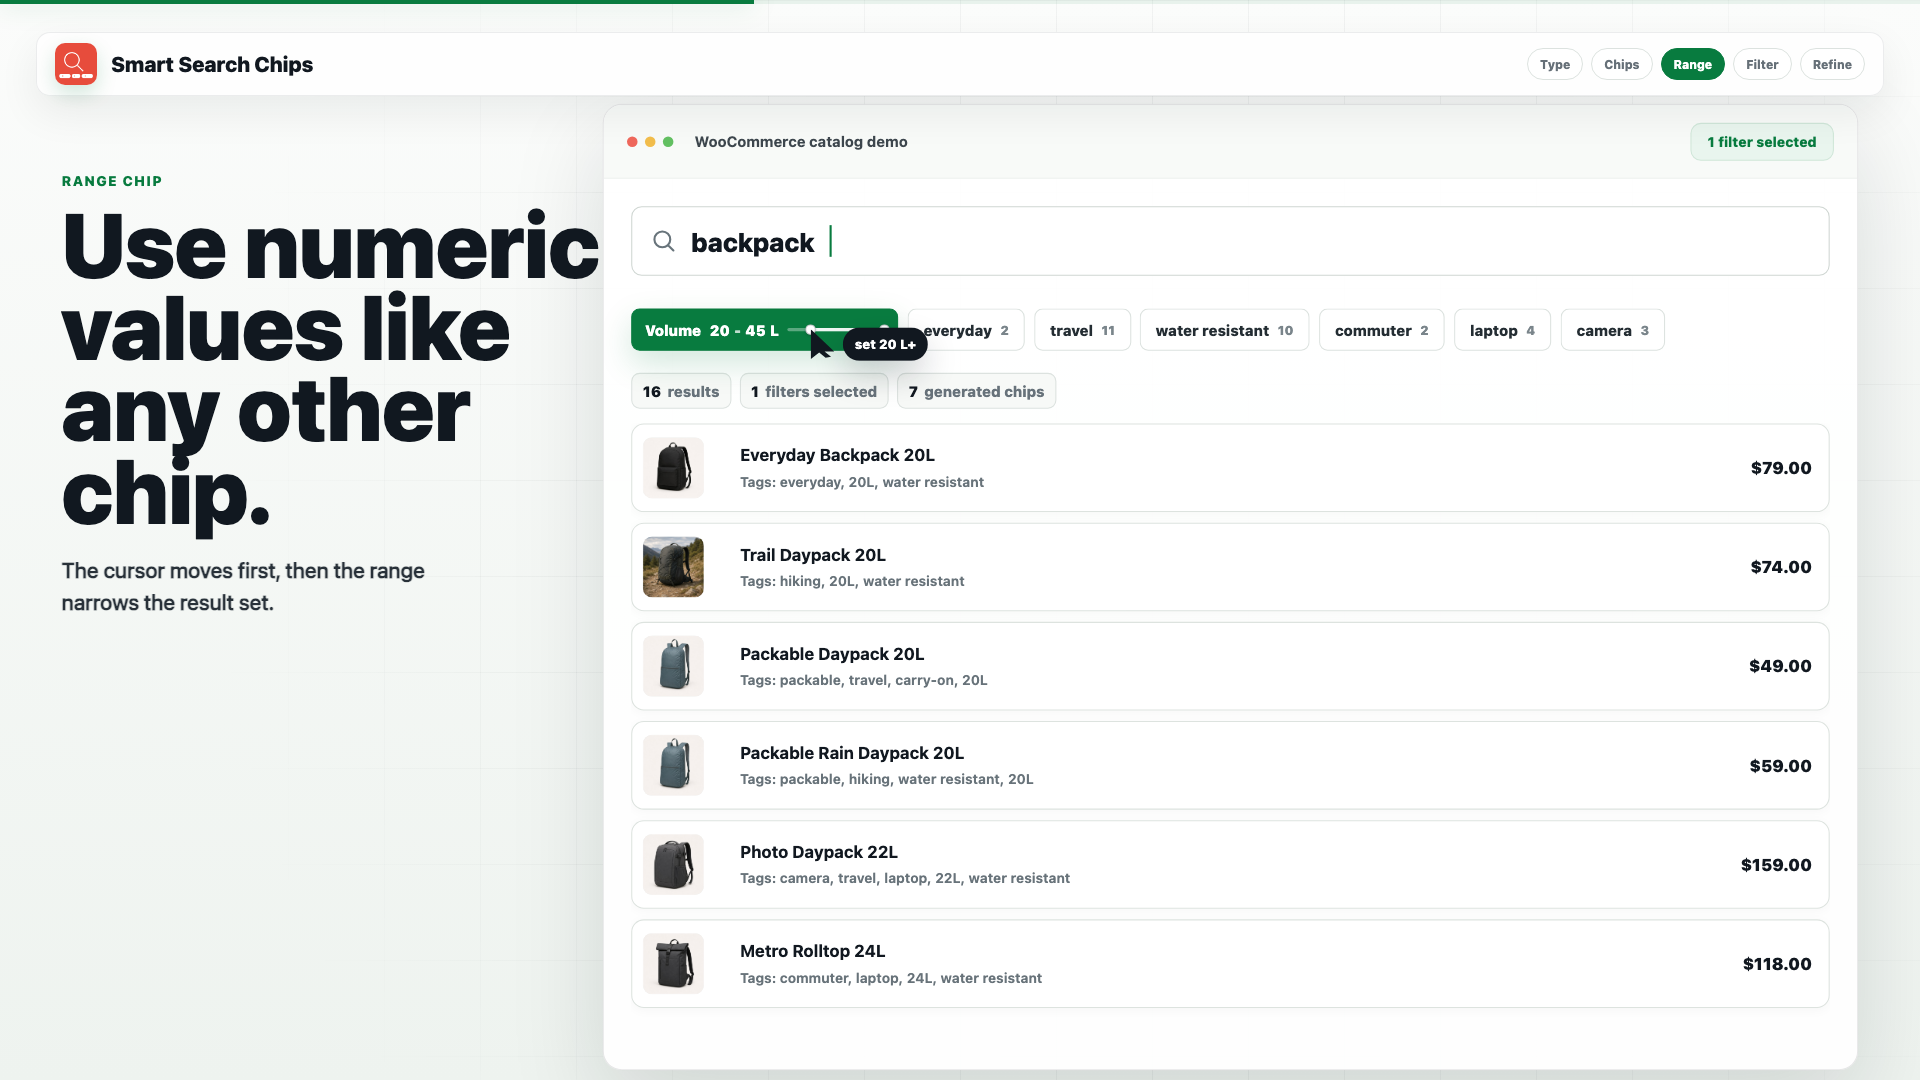 Smart Search Chips
Type
Chips
Range
Filter
Refine
RANGE CHIP
Use numeric
values like
any other
chip.
The cursor moves first, then the range
narrows the result set.
WooCommerce catalog demo
1 filter selected
backpack
Volume 20 - 45 L
set 20 L+
everyday 2
travel 11
water resistant 10
commuter 2
laptop 4
camera 3
16 results
1 filters selected
7 generated chips
Everyday Backpack 20L
Tags: everyday, 20L, water resistant
$79.00
Trail Daypack 20L
Tags: hiking, 20L, water resistant
$74.00
Packable Daypack 20L
Tags: packable, travel, carry-on, 20L
$49.00
Packable Rain Daypack 20L
Tags: packable, hiking, water resistant, 20L
$59.00
Photo Daypack 22L
Tags: camera, travel, laptop, 22L, water resistant
$159.00
Metro Rolltop 24L
Tags: commuter, laptop, 24L, water resistant
$118.00